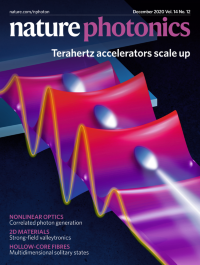 nature.com/nphoton
December 2020 Vol. 14 No. 12
nature photonics
Terahertz accelerators scale up
NONLINEAR OPTICS
Correlated photon generation
2D MATERIALS
Strong-field valleytronics
HOLLOW-CORE FIBRES
Multidimensional solitary states